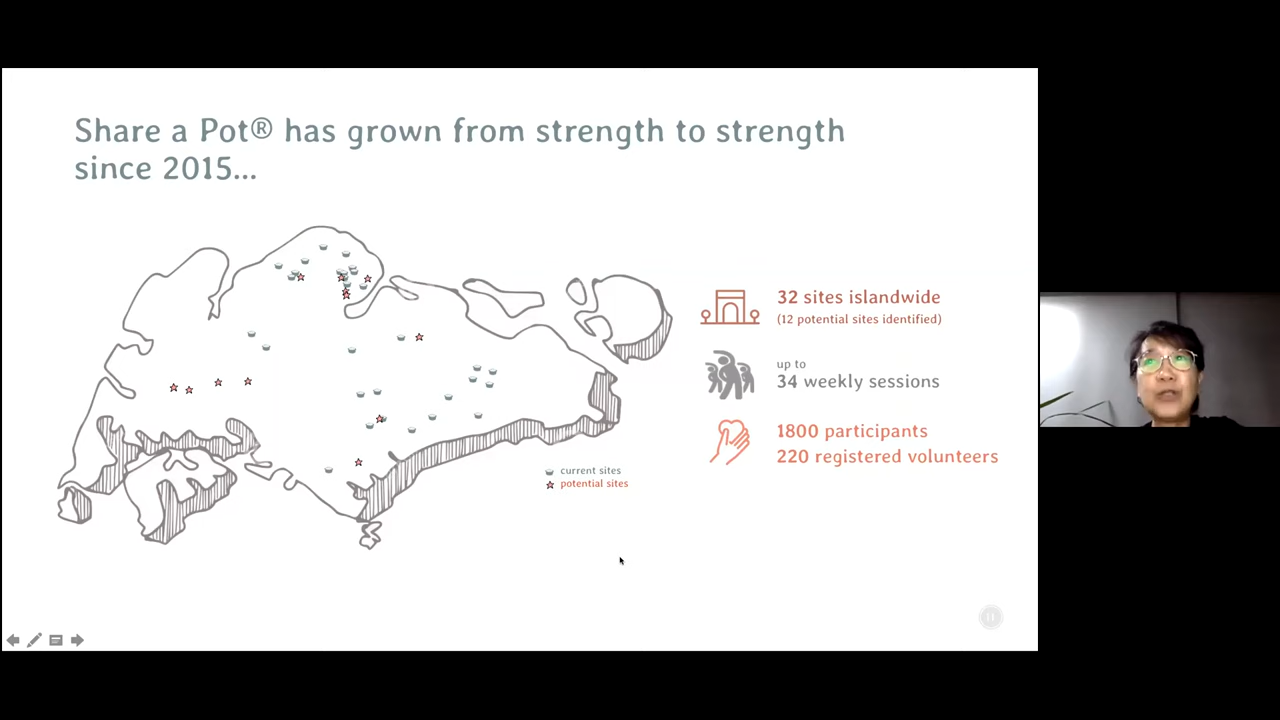 Share a Pot® has grown from strength to strength
since 2015...
32 sites islandwide
(12 potential sites identified)
up to
34 weekly sessions
1800 participants
220 registered volunteers
current sites
potential sites